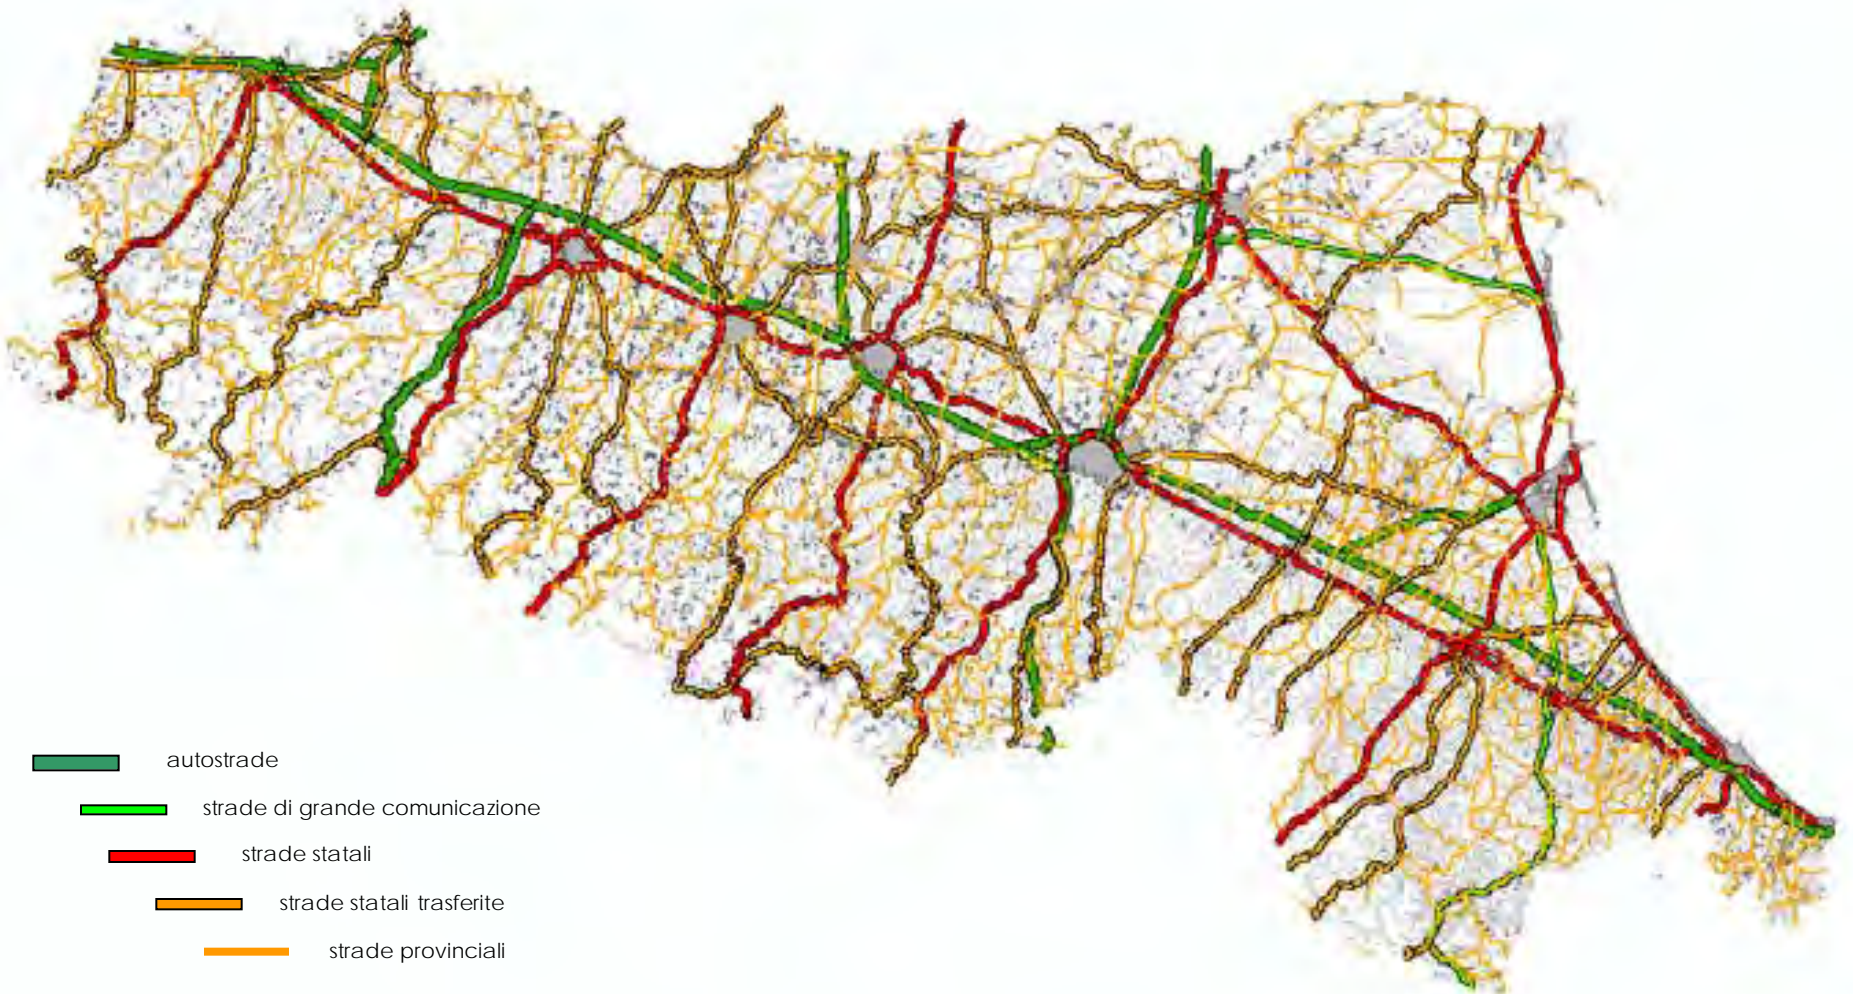 autostrade
strade di grande comunicazione
strade statali
strade statali trasferite
strade provinciali